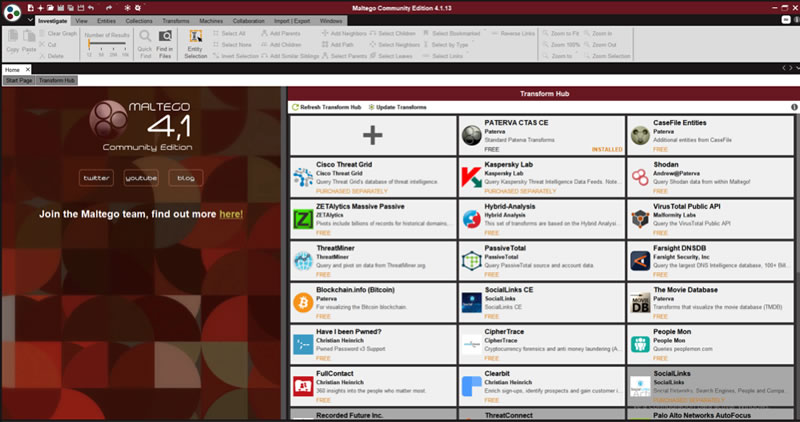 Maltego Community Edition 4.1.13
Investigate View Entities Collections Transforms Machines Collaboration Import | Export Windows
Copy Paste Clear Graph Cut Delete
Number of Results
12 50 256 10k
Quick Find Find in Files
Entity Selection
Select All
Select None
Invert Selection
Add Parents
Add Children
Add Similar Siblings
Add Neighbors
Add Path
Select Parents
Select Children
Select Neighbors
Select Leaves
Select Bookmarked
Select by Type
Select Links
Reverse Links
Zoom to Fit
Zoom 100%
Zoom to
Zoom In
Zoom Out
Zoom Selection
Home
Start Page Transform Hub
MALTEGO
4,1
Community Edition
twitter youtube blog
Join the Maltego team, find out more here!
Transform Hub
Refresh Transform Hub Update Transforms
PATERVA CTAS CE
Paterva
Standard Paterva Transforms
FREE INSTALLED
CaseFile Entities
Paterva
Additional entities from CaseFile
FREE
Cisco Threat Grid
Cisco Threat Grid
Query Threat Grid's database of threat intelligence.
PURCHASED SEPARATELY
Kaspersky Lab
Kaspersky Lab
Query Kaspersky Threat Intelligence Data Feeds. Note...
PURCHASED SEPARATELY
Shodan
Andrew@Paterva
Query Shodan data from within Maltego!
FREE
ZETAlytics Massive Passive
ZETAlytics
Pivots include billions of records for historical domains,
FREE
Hybrid-Analysis
Hybrid Analysis
This set of transforms are based on the Hybrid Analysi...
FREE
VirusTotal Public API
Malformity Labs
Query the VirusTotal Public API
FREE
ThreatMiner
ThreatMiner
Query and pivot on data from ThreatMiner.org.
FREE
PassiveTotal
PassiveTotal
Query PassiveTotal source and account data.
FREE
Farsight DNSDB
Farsight Security, Inc
Query the largest DNS intelligence database, 100+ Bil...
FREE
Blockchain.info (Bitcoin)
Paterva
For visualizing the Bitcoin blockchain.
FREE
SocialLinks CE
SocialLinks
FREE
The Movie Database
Paterva
Transforms that visualize the movie database (TMDB)
FREE
Have I been Pwned?
Christian Heinrich
Pwned Password v3 Support
FREE
CipherTrace
CipherTrace
Cryptocurrency forensics and anti money laundering (A...
FREE
People Mon
People Mon
Queries peoplemon.com
FREE
FullContact
Christian Heinrich
360 insights into the people who matter most.
FREE
Clearbit
Christian Heinrich
Enrich sign-ups, identify prospects and gain customer i...
FREE
SocialLinks
SocialLinks
Social Networks, Search Engines, People and Compa...
PURCHASED SEPARATELY
Recorded Future Inc.
ThreatConnect
Palo Alto Networks AutoFocus